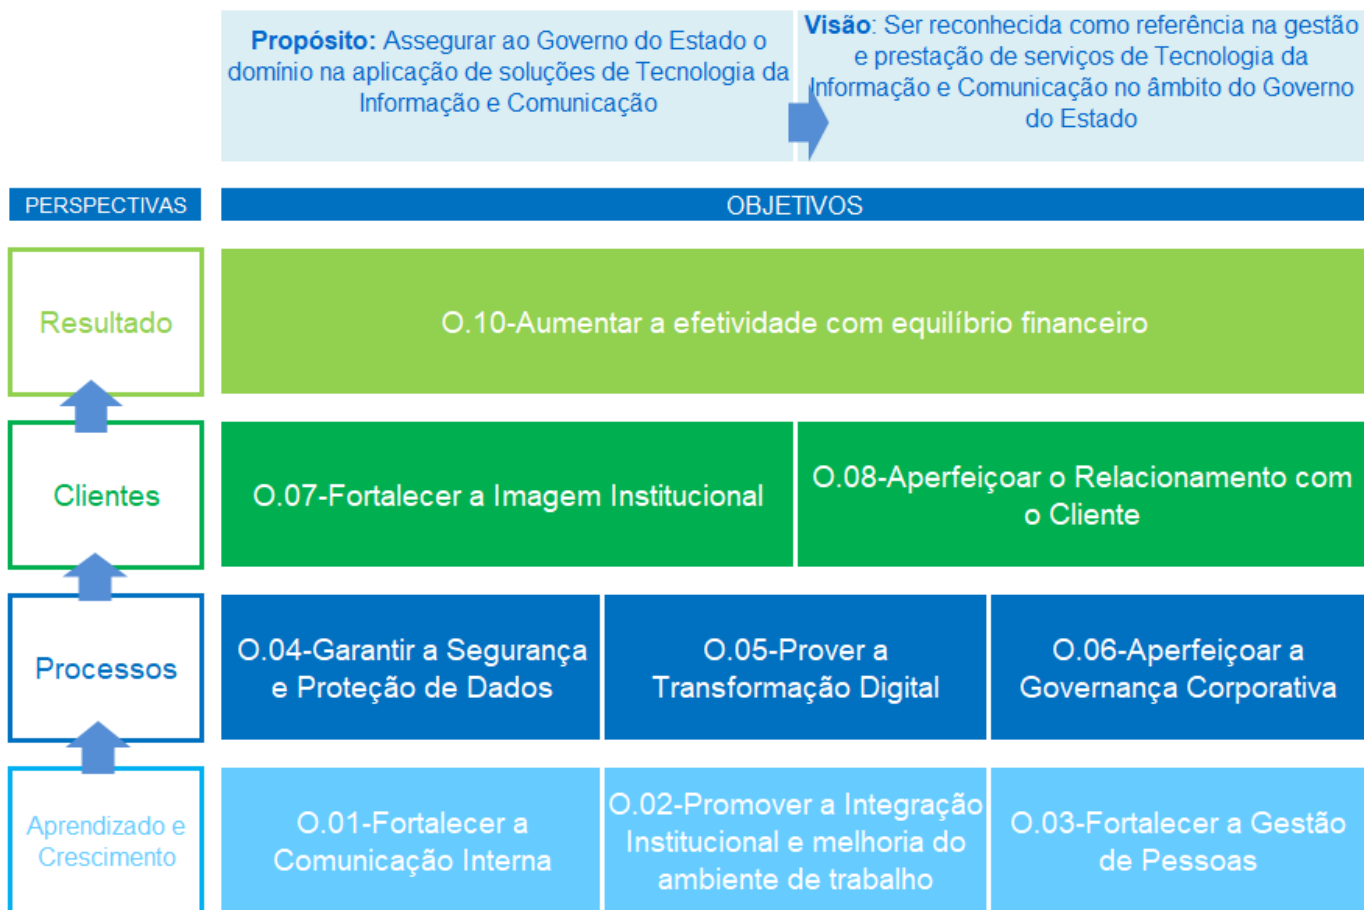 Propósito: Assegurar ao Governo do Estado o
domínio na aplicação de soluções de Tecnologia da
Informação e Comunicação
Visão: Ser reconhecida como referência na gestão
e prestação de serviços de Tecnologia da
Informação e Comunicação no âmbito do Governo
do Estado
PERSPECTIVAS
OBJETIVOS
Resultado
O.10-Aumentar a efetividade com equilíbrio financeiro
Clientes
O.07-Fortalecer a Imagem Institucional
O.08-Aperfeiçoar o Relacionamento com
o Cliente
Processos
O.04-Garantir a Segurança
e Proteção de Dados
O.05-Prover a
Transformação Digital
O.06-Aperfeiçoar a
Governança Corporativa
Aprendizado e
Crescimento
O.01-Fortalecer a
Comunicação Interna
O.02-Promover a Integração
Institucional e melhoria do
ambiente de trabalho
O.03-Fortalecer a Gestão
de Pessoas